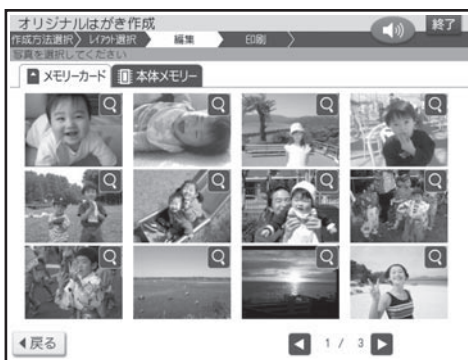 オリジナルはがき作成
終了
作成方法選択 〉 ﾚｲｱｳﾄ選択 〉 編集 〉 印刷 〉
写真を選択してください
メモリーカード 本体メモリー
戻る
1 / 3